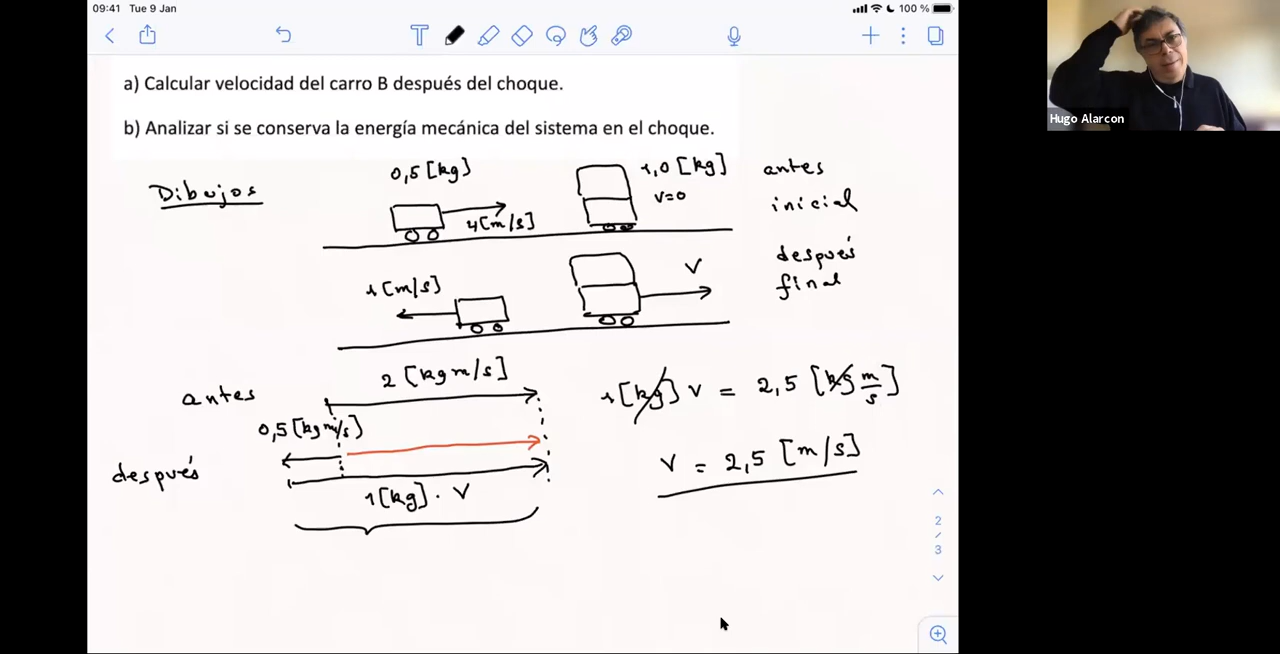 09:41 Tue 9 Jan
100 %
a) Calcular velocidad del carro B después del choque.
b) Analizar si se conserva la energía mecánica del sistema en el choque.
Dibujos
0,5 [kg]
4 [m/s]
1,0 [kg]
v=0
antes
inicial
1 [m/s]
v
después
final
antes
2 [kg m/s]
0,5 [kg m/s]
después
1 [kg] · v
1 [kg] v = 2,5 [kg m/s]
v = 2,5 [m/s]
2
/
3
Hugo Alarcon